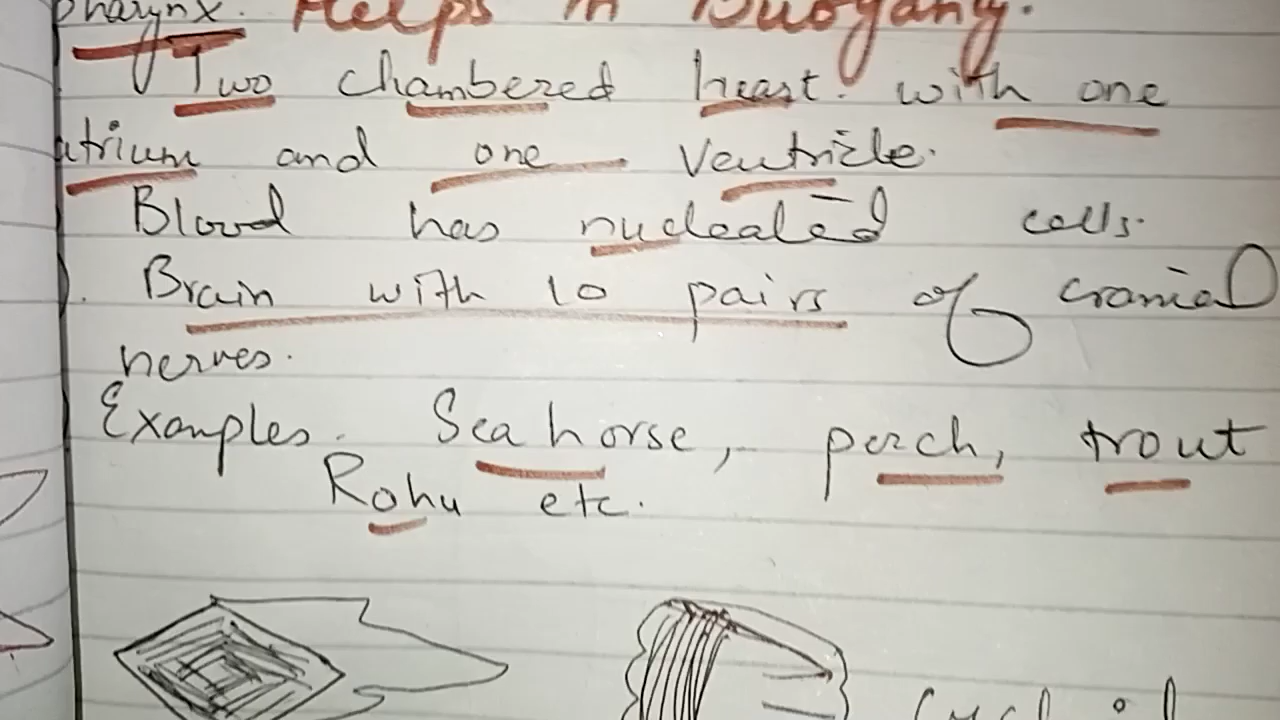 pharynx. Helps in Buoyancy.
Two chambered heart. with one
atrium and one ventricle.
Blood has nucleated cells.
Brain with 10 pairs of cranial
nerves.
Examples. Sea horse, perch, trout
Rohu etc.